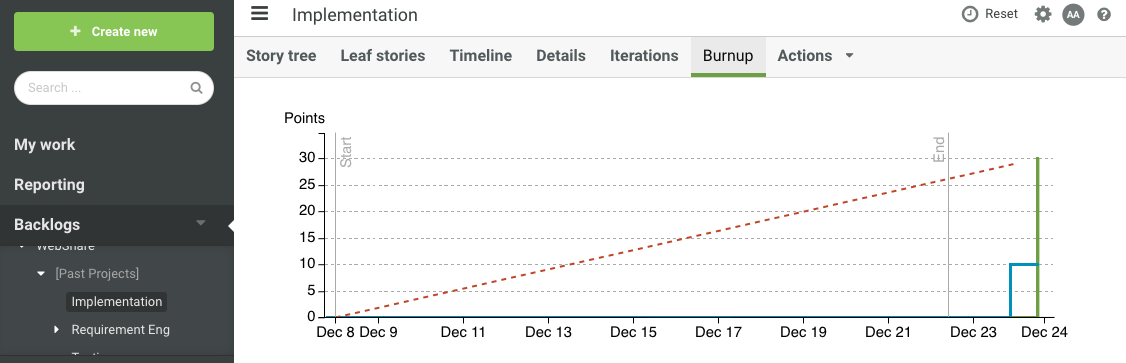 Create new
Search ...
My work
Reporting
Backlogs
WebShare
[Past Projects]
Implementation
Requirement Eng
Implementation
Reset
AA
?
Story tree
Leaf stories
Timeline
Details
Iterations
Burnup
Actions
Points
Start
End
30
25
20
15
10
5
0
Dec 8 Dec 9 Dec 11 Dec 13 Dec 15 Dec 17 Dec 19 Dec 21 Dec 23 Dec 24